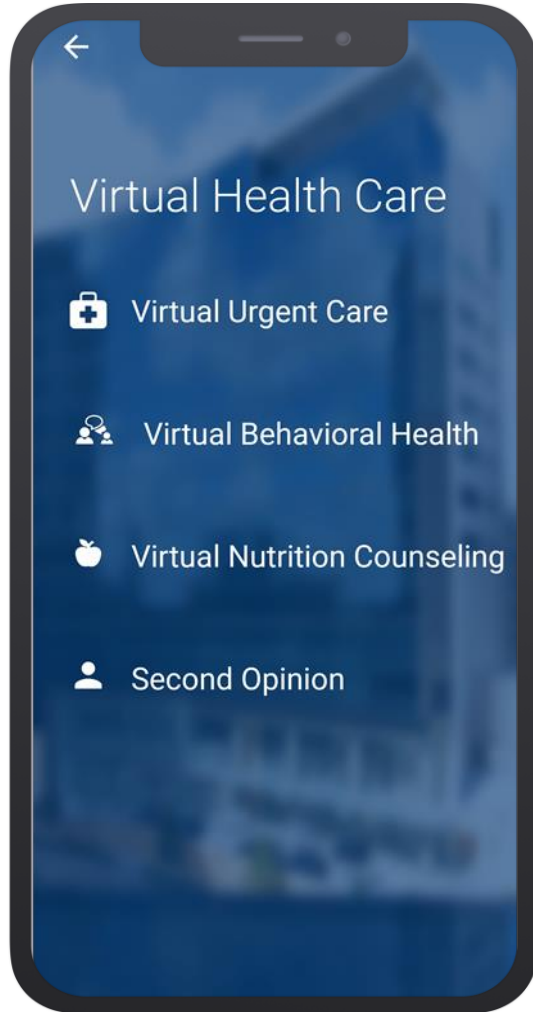 Virtual Health Care
Virtual Urgent Care
Virtual Behavioral Health
Virtual Nutrition Counseling
Second Opinion